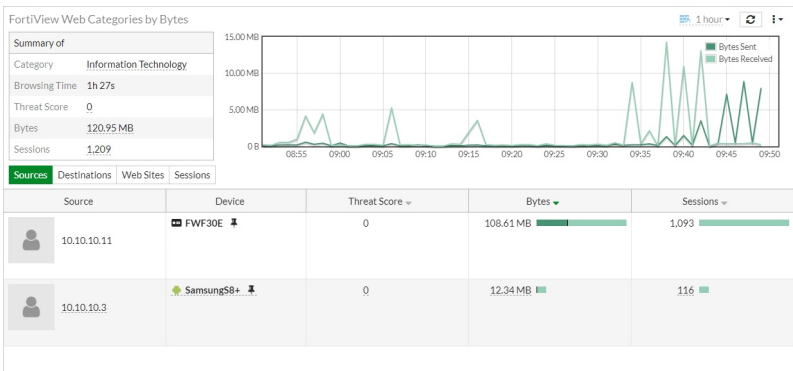 FortiView Web Categories by Bytes
1 hour
Summary of
Category Information Technology
Browsing Time 1h 27s
Threat Score 0
Bytes 120.95 MB
Sessions 1,209
15.00 MB
10.00 MB
5.00 MB
0 B
Bytes Sent
Bytes Received
08:55 09:00 09:05 09:10 09:15 09:20 09:25 09:30 09:35 09:40 09:45 09:50
Sources Destinations Web Sites Sessions
Source Device Threat Score Bytes Sessions
10.10.10.11 FWF30E 0 108.61 MB 1,093
10.10.10.3 SamsungS8+ 0 12.34 MB 116